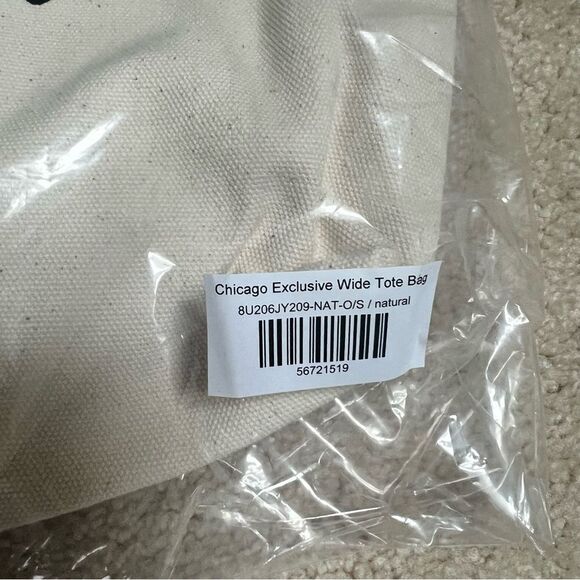 Chicago Exclusive Wide Tote Bag
8U206JY209-NAT-O/S / natural
56721519